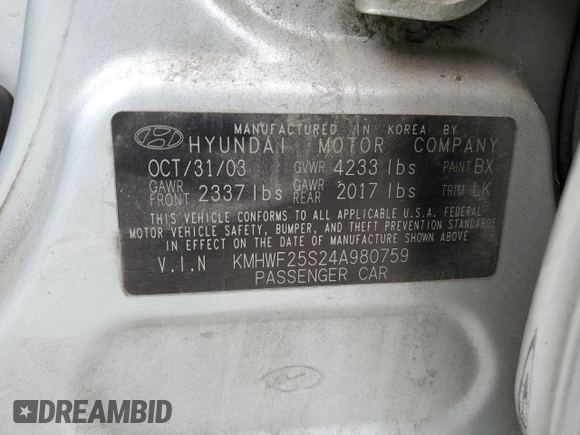 MANUFACTURED IN KOREA BY
HYUNDAI MOTOR COMPANY
OCT/31/03 GVWR 4233 lbs PAINT BX
GAWR FRONT 2337 lbs GAWR REAR 2017 lbs TRIM LK
THIS VEHICLE CONFORMS TO ALL APPLICABLE U.S.A. FEDERAL
MOTOR VEHICLE SAFETY, BUMPER, AND THEFT PREVENTION STANDARDS
IN EFFECT ON THE DATE OF MANUFACTURE SHOWN ABOVE
V.I.N KMHWF25S24A980759
PASSENGER CAR
DREAMBID